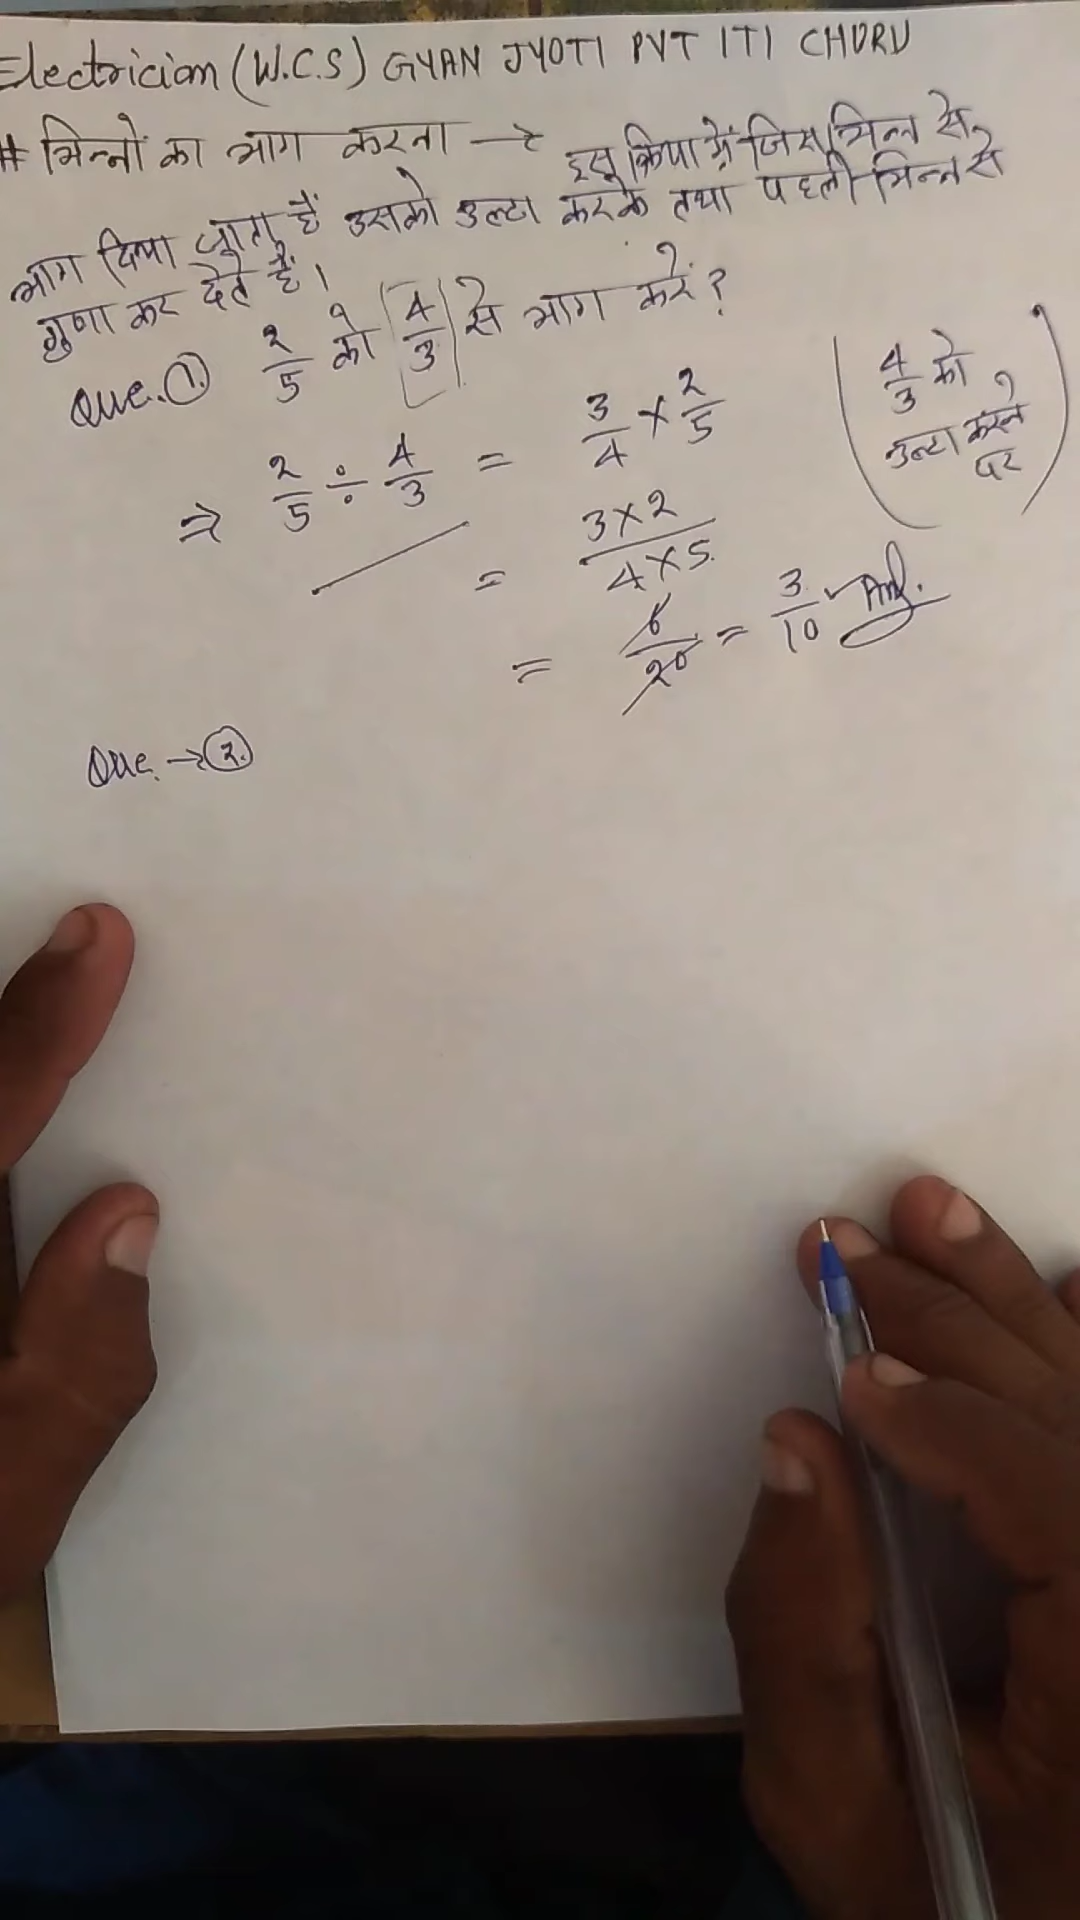 Electrician (W.C.S) GYAN JYOTI PVT ITI CHURU
# भिन्नों का भाग करना → इस क्रिया में जिस भिन्न से
भाग दिया जाता हैं उसको उल्टा करके तथा पहली भिन्न से
गुणा कर देते हैं।
Que. ①. 2/5 को (4/3) से भाग करें ?
⇒ 2/5 ÷ 4/3 = 3/4 × 2/5 (4/3 को उल्टा करने पर)
= 3×2/4×5
= 6/20 = 3/10 Ans.
Que. → ②.